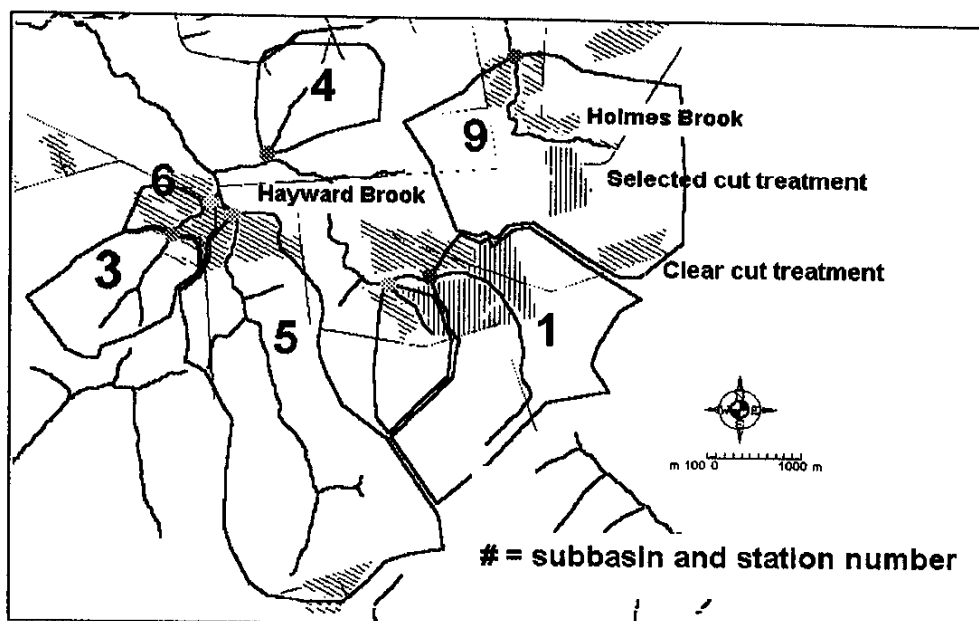 4
9
Holmes Brook
6
Hayward Brook
Selected cut treatment
3
Clear cut treatment
5
1
m 100 0 1000 m
# = subbasin and station number